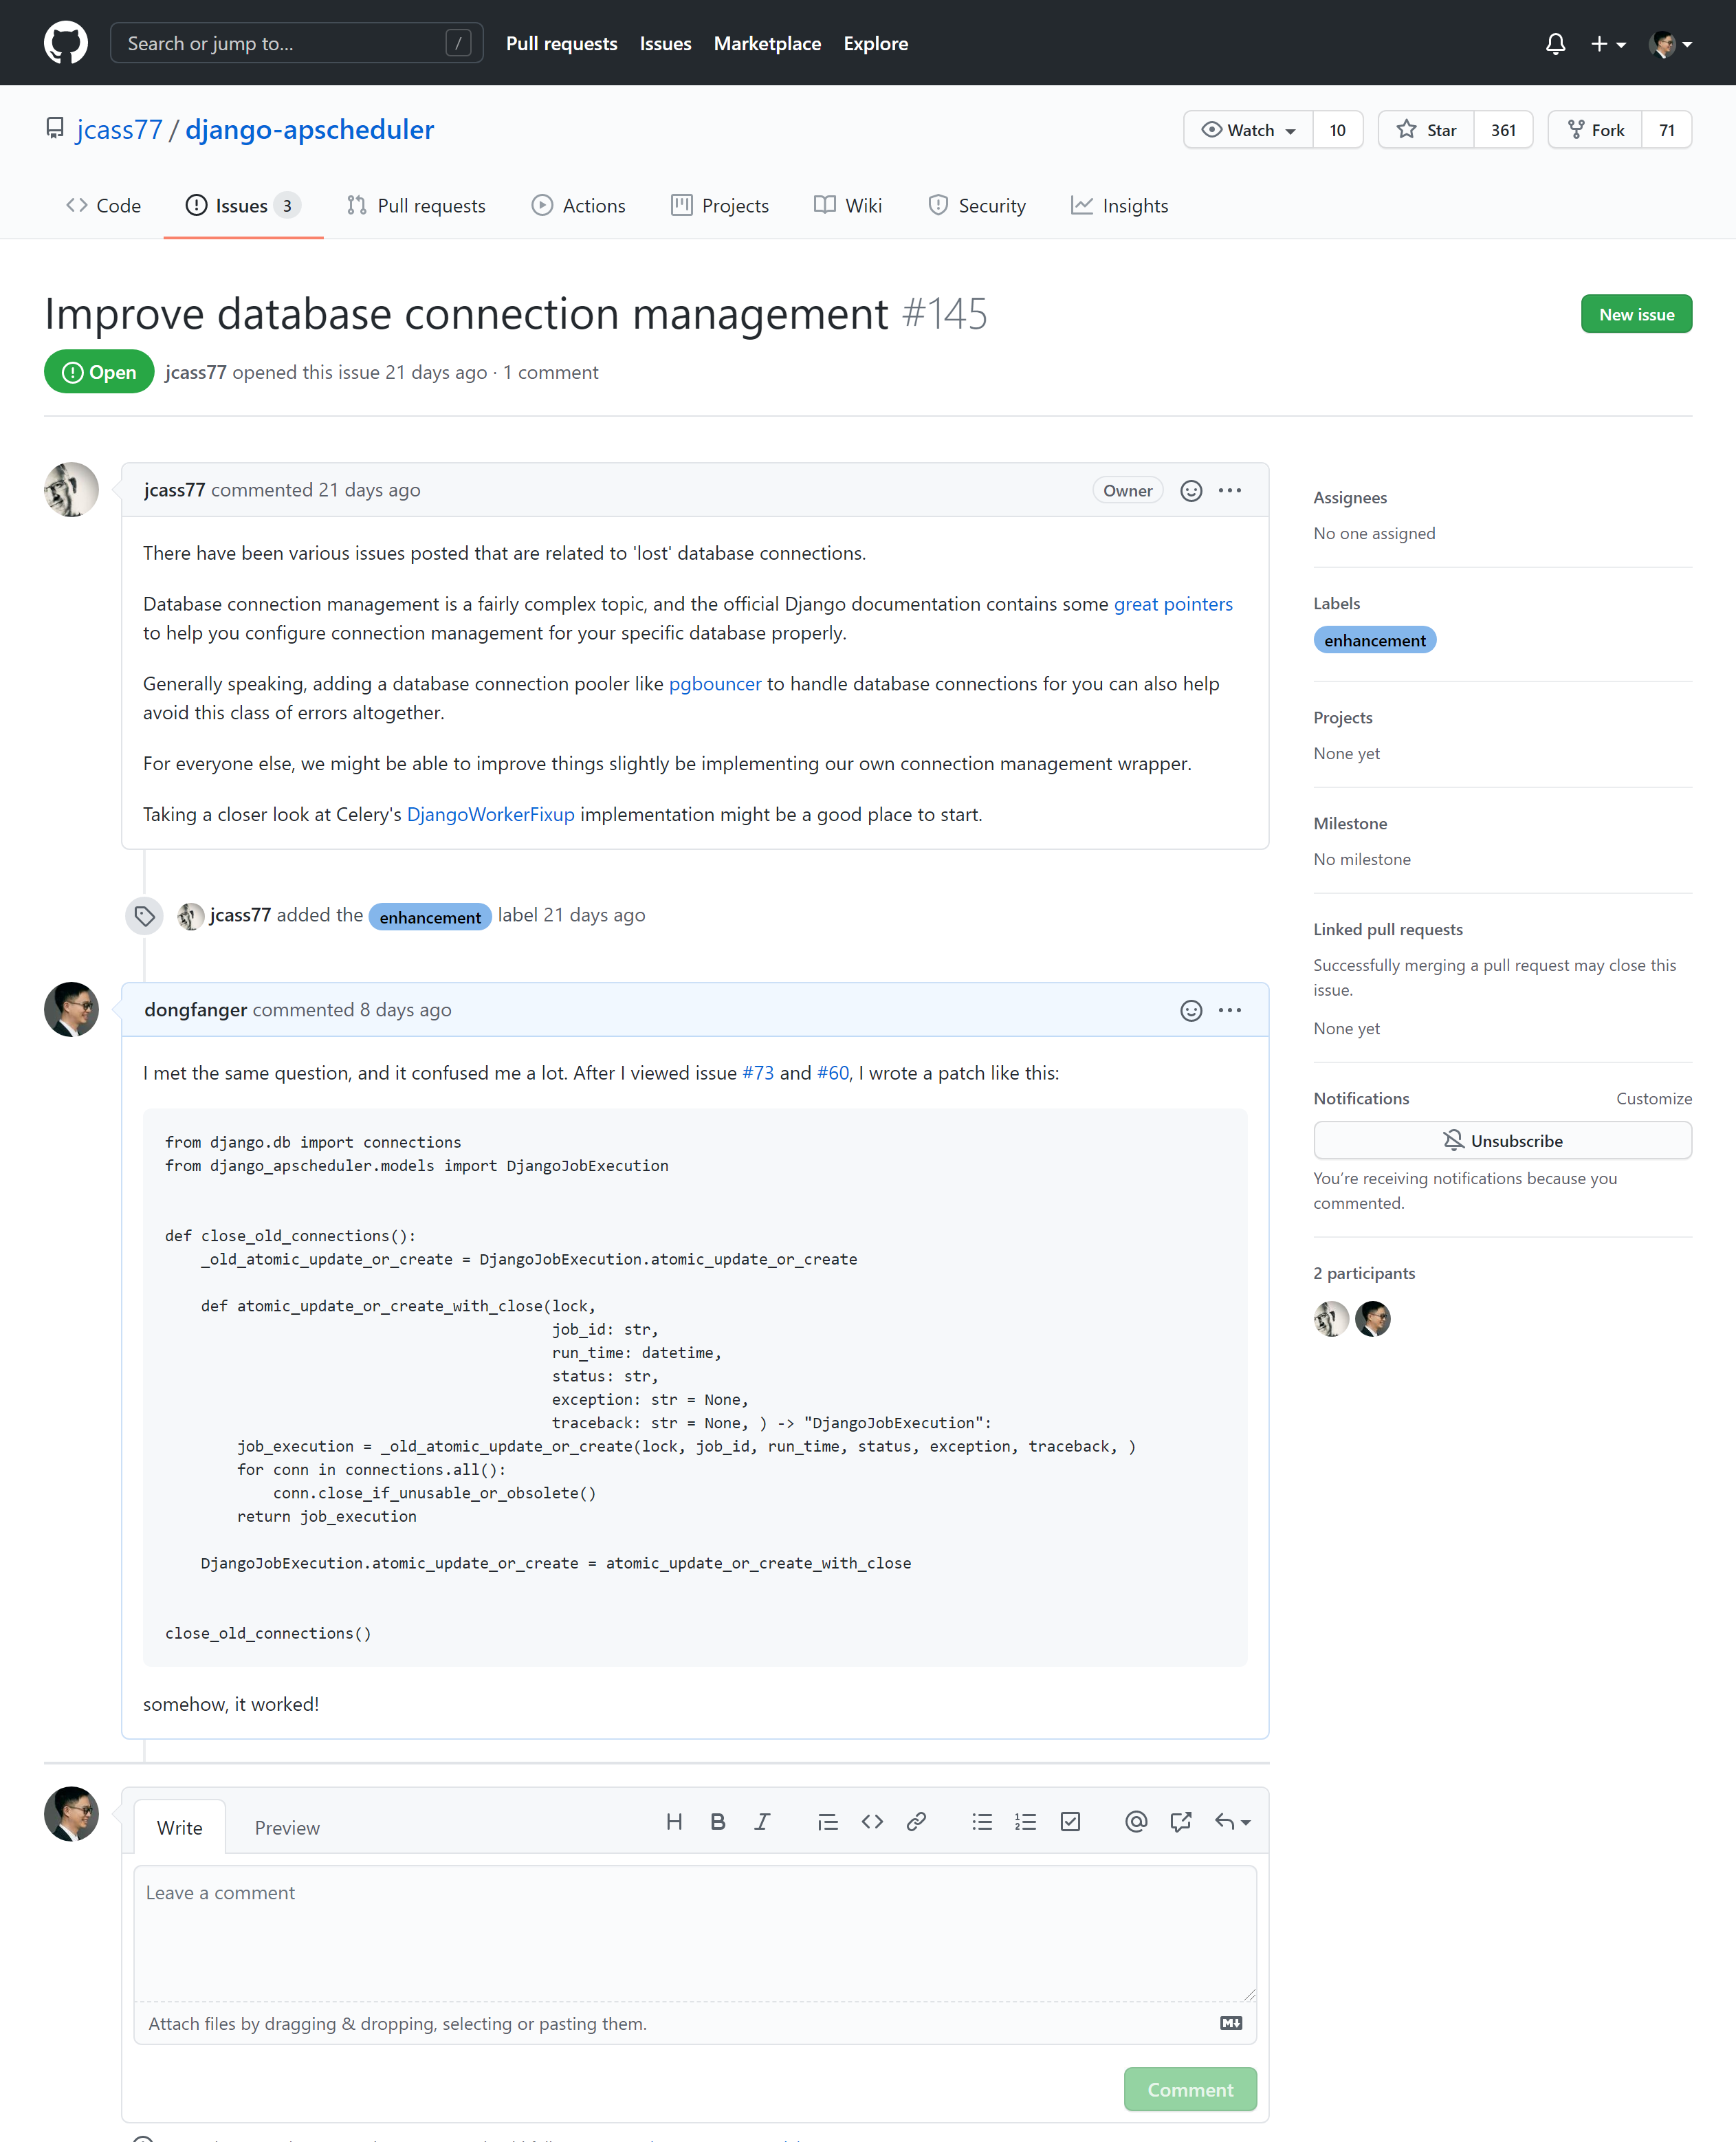 Search or jump to...
/
Pull requests
Issues
Marketplace
Explore
jcass77 / django-apscheduler
Watch
10
Star
361
Fork
71
Code
Issues 3
Pull requests
Actions
Projects
Wiki
Security
Insights
Improve database connection management #145
New issue
Open
jcass77 opened this issue 21 days ago · 1 comment
jcass77 commented 21 days ago
Owner
There have been various issues posted that are related to 'lost' database connections.
Database connection management is a fairly complex topic, and the official Django documentation contains some great pointers
to help you configure connection management for your specific database properly.
Generally speaking, adding a database connection pooler like pgbouncer to handle database connections for you can also help
avoid this class of errors altogether.
For everyone else, we might be able to improve things slightly be implementing our own connection management wrapper.
Taking a closer look at Celery's DjangoWorkerFixup implementation might be a good place to start.
jcass77 added the enhancement label 21 days ago
dongfanger commented 8 days ago
I met the same question, and it confused me a lot. After I viewed issue #73 and #60, I wrote a patch like this:
from django.db import connections
from django_apscheduler.models import DjangoJobExecution
def close_old_connections():
    _old_atomic_update_or_create = DjangoJobExecution.atomic_update_or_create
    def atomic_update_or_create_with_close(lock,
                                           job_id: str,
                                           run_time: datetime,
                                           status: str,
                                           exception: str = None,
                                           traceback: str = None, ) -> "DjangoJobExecution":
        job_execution = _old_atomic_update_or_create(lock, job_id, run_time, status, exception, traceback, )
        for conn in connections.all():
            conn.close_if_unusable_or_obsolete()
        return job_execution
    DjangoJobExecution.atomic_update_or_create = atomic_update_or_create_with_close
close_old_connections()
somehow, it worked!
Write
Preview
Leave a comment
Attach files by dragging & dropping, selecting or pasting them.
Comment
Assignees
No one assigned
Labels
enhancement
Projects
None yet
Milestone
No milestone
Linked pull requests
Successfully merging a pull request may close this
issue.
None yet
Notifications
Customize
Unsubscribe
You're receiving notifications because you
commented.
2 participants